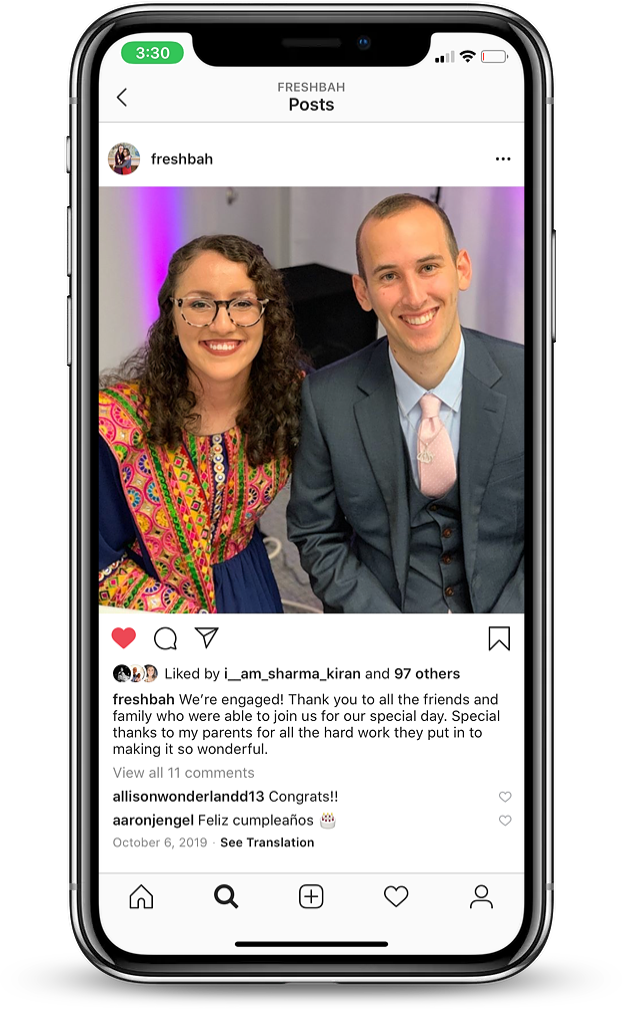 3:30
FRESHBAH
Posts
freshbah
Liked by i__am_sharma_kiran and 97 others
freshbah We're engaged! Thank you to all the friends and
family who were able to join us for our special day. Special
thanks to my parents for all the hard work they put in to
making it so wonderful.
View all 11 comments
allisonwonderlandd13 Congrats!!
aaronjengel Feliz cumpleaños 🎂
October 6, 2019 · See Translation